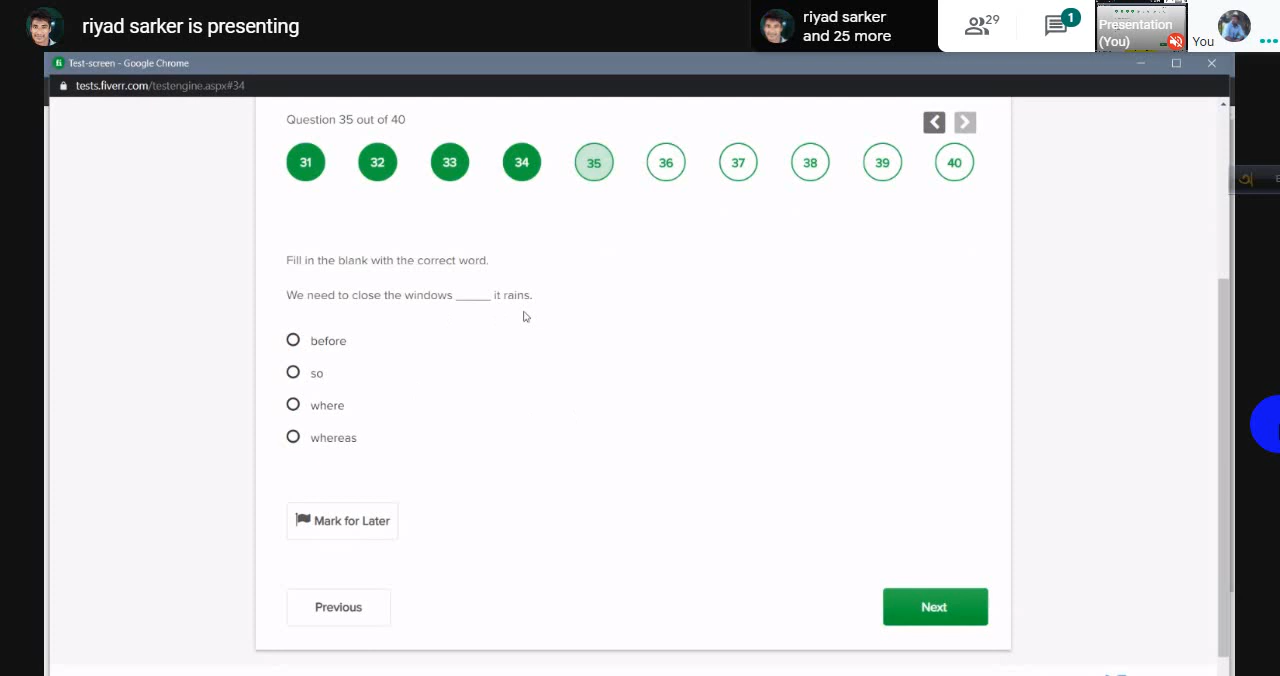 riyad sarker is presenting
riyad sarker
and 25 more
29
1
Presentation
(You)
You
Test-screen - Google Chrome
tests.fiverr.com/testengine.aspx#34
Question 35 out of 40
31 32 33 34 35 36 37 38 39 40
Fill in the blank with the correct word.
We need to close the windows _____ it rains.
before
so
where
whereas
Mark for Later
Previous
Next
অ